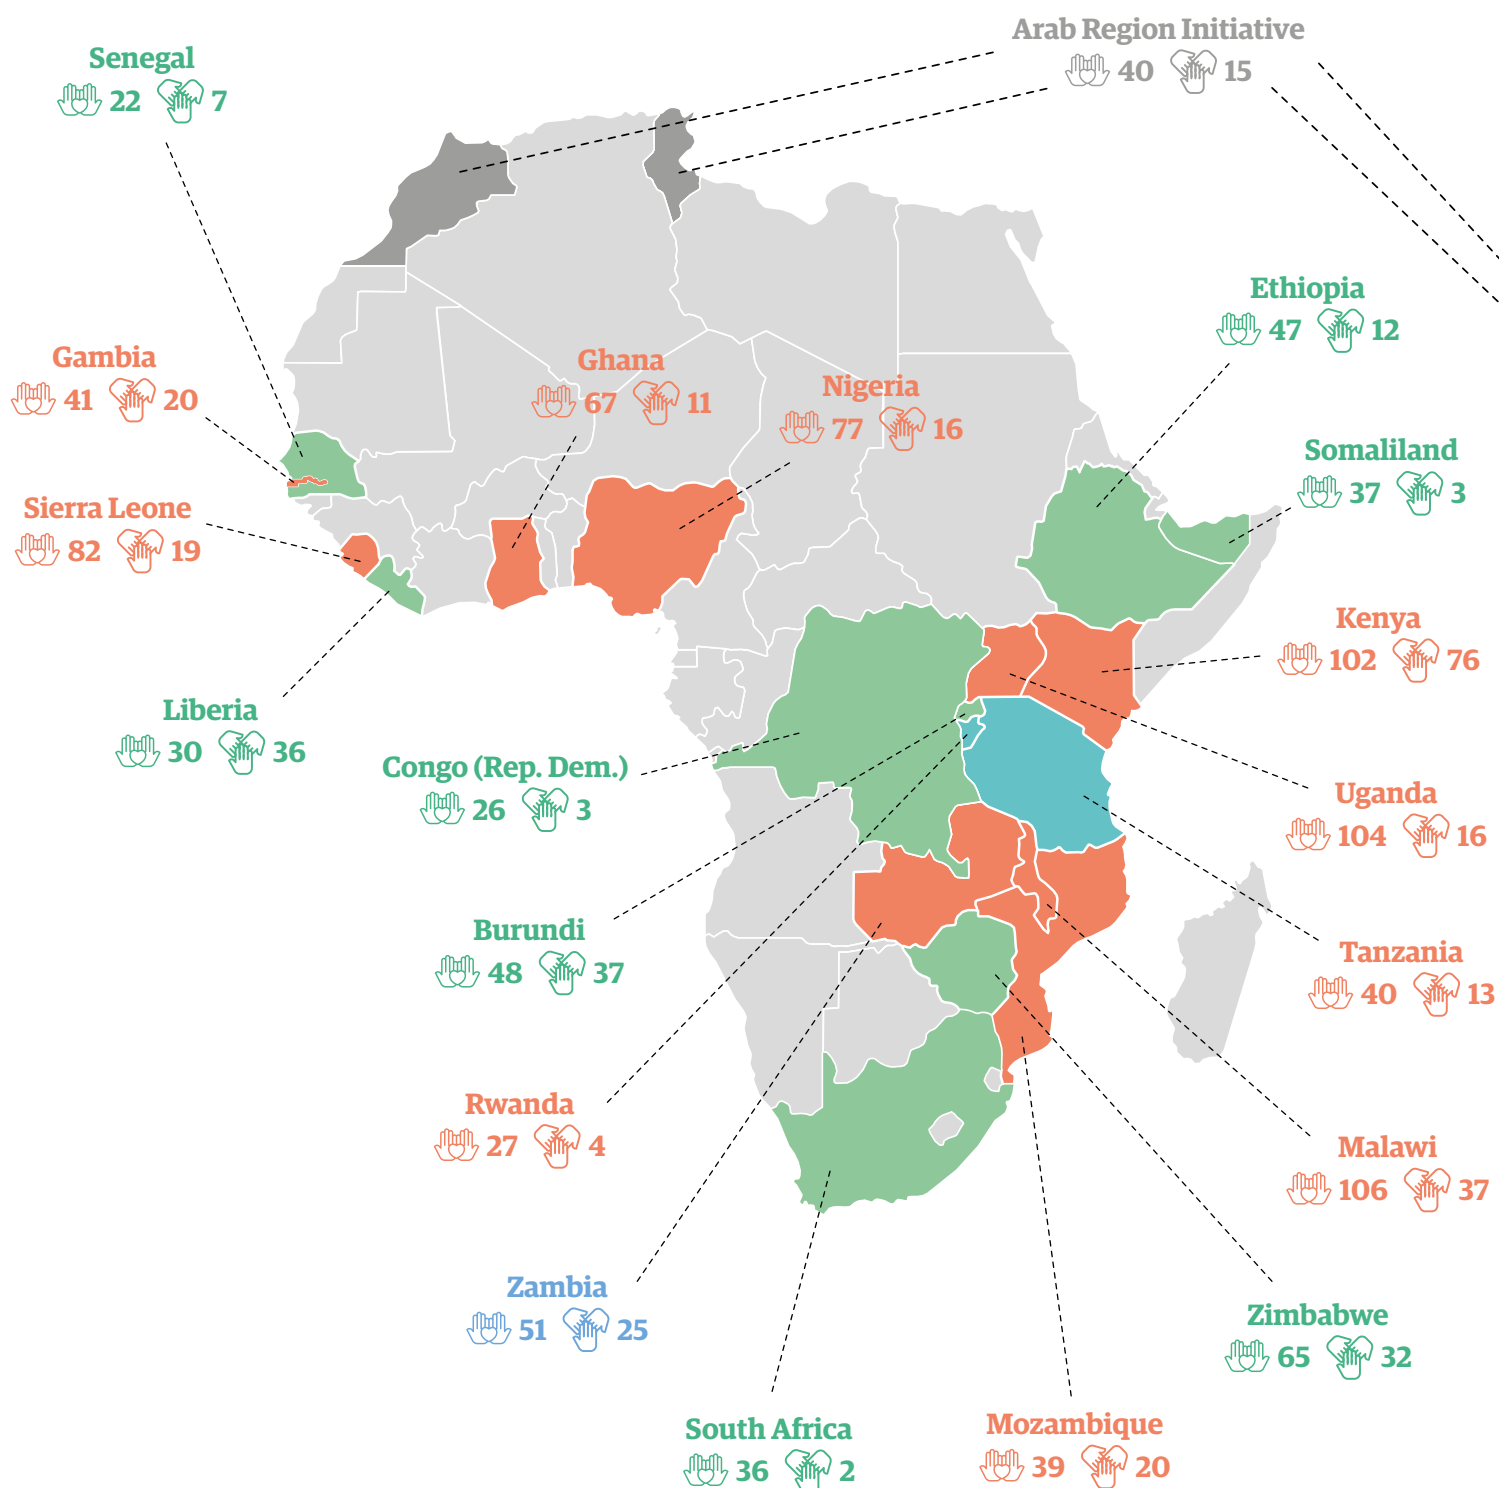 Arab Region Initiative
40 15
Senegal
22 7
Ethiopia
47 12
Gambia
41 20
Ghana
67 11
Nigeria
77 16
Somaliland
37 3
Sierra Leone
82 19
Kenya
102 76
Liberia
30 36
Congo (Rep. Dem.)
26 3
Uganda
104 16
Burundi
48 37
Tanzania
40 13
Rwanda
27 4
Malawi
106 37
Zambia
51 25
Zimbabwe
65 32
South Africa
36 2
Mozambique
39 20